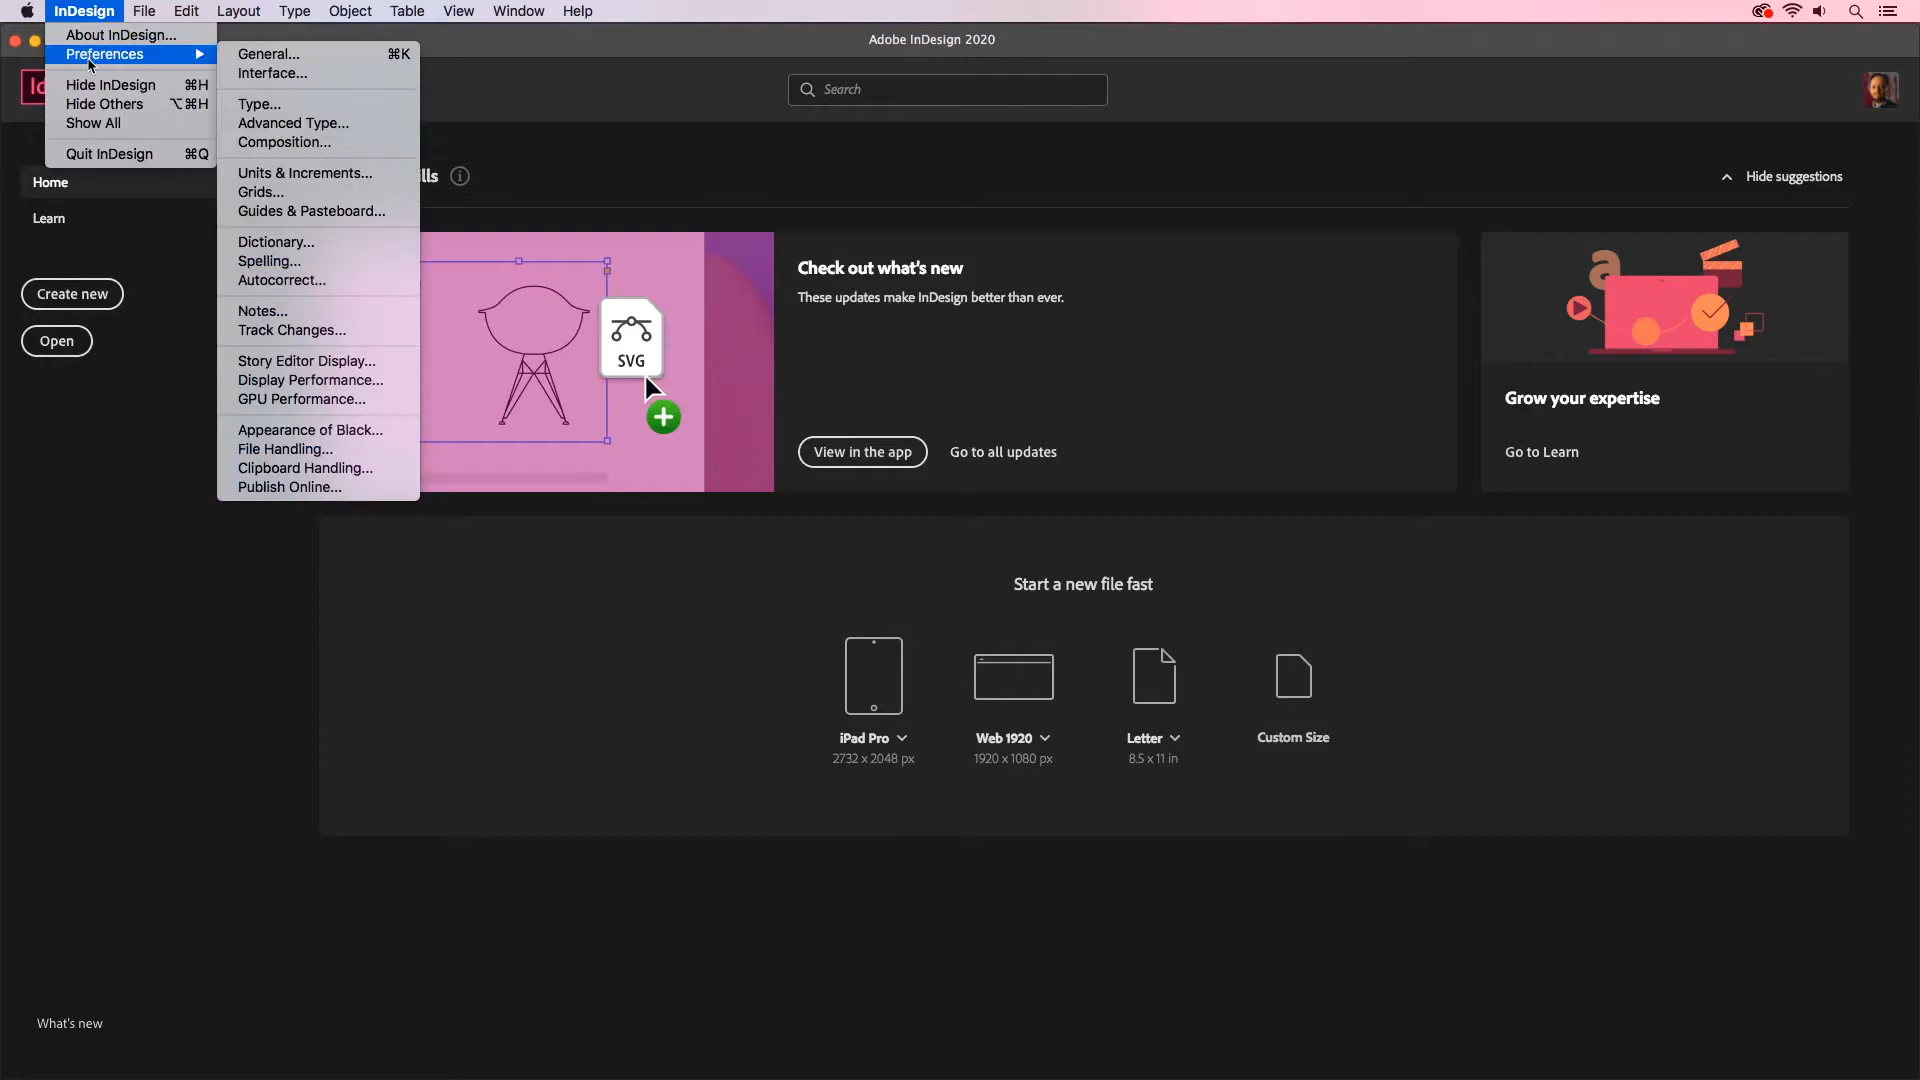 InDesign File Edit Layout Type Object Table View Window Help
Adobe InDesign 2020
About InDesign...
Preferences
Hide InDesign ⌘H
Hide Others ⌥⌘H
Show All
Quit InDesign ⌘Q
General... ⌘K
Interface...
Type...
Advanced Type...
Composition...
Units & Increments...
Grids...
Guides & Pasteboard...
Dictionary...
Spelling...
Autocorrect...
Notes...
Track Changes...
Story Editor Display...
Display Performance...
GPU Performance...
Appearance of Black...
File Handling...
Clipboard Handling...
Publish Online...
Search
Home
Learn
Create new
Open
What's new
Hide suggestions
SVG
Check out what's new
These updates make InDesign better than ever.
View in the app Go to all updates
Grow your expertise
Go to Learn
Start a new file fast
iPad Pro
2732 x 2048 px
Web 1920
1920 x 1080 px
Letter
8.5 x 11 in
Custom Size